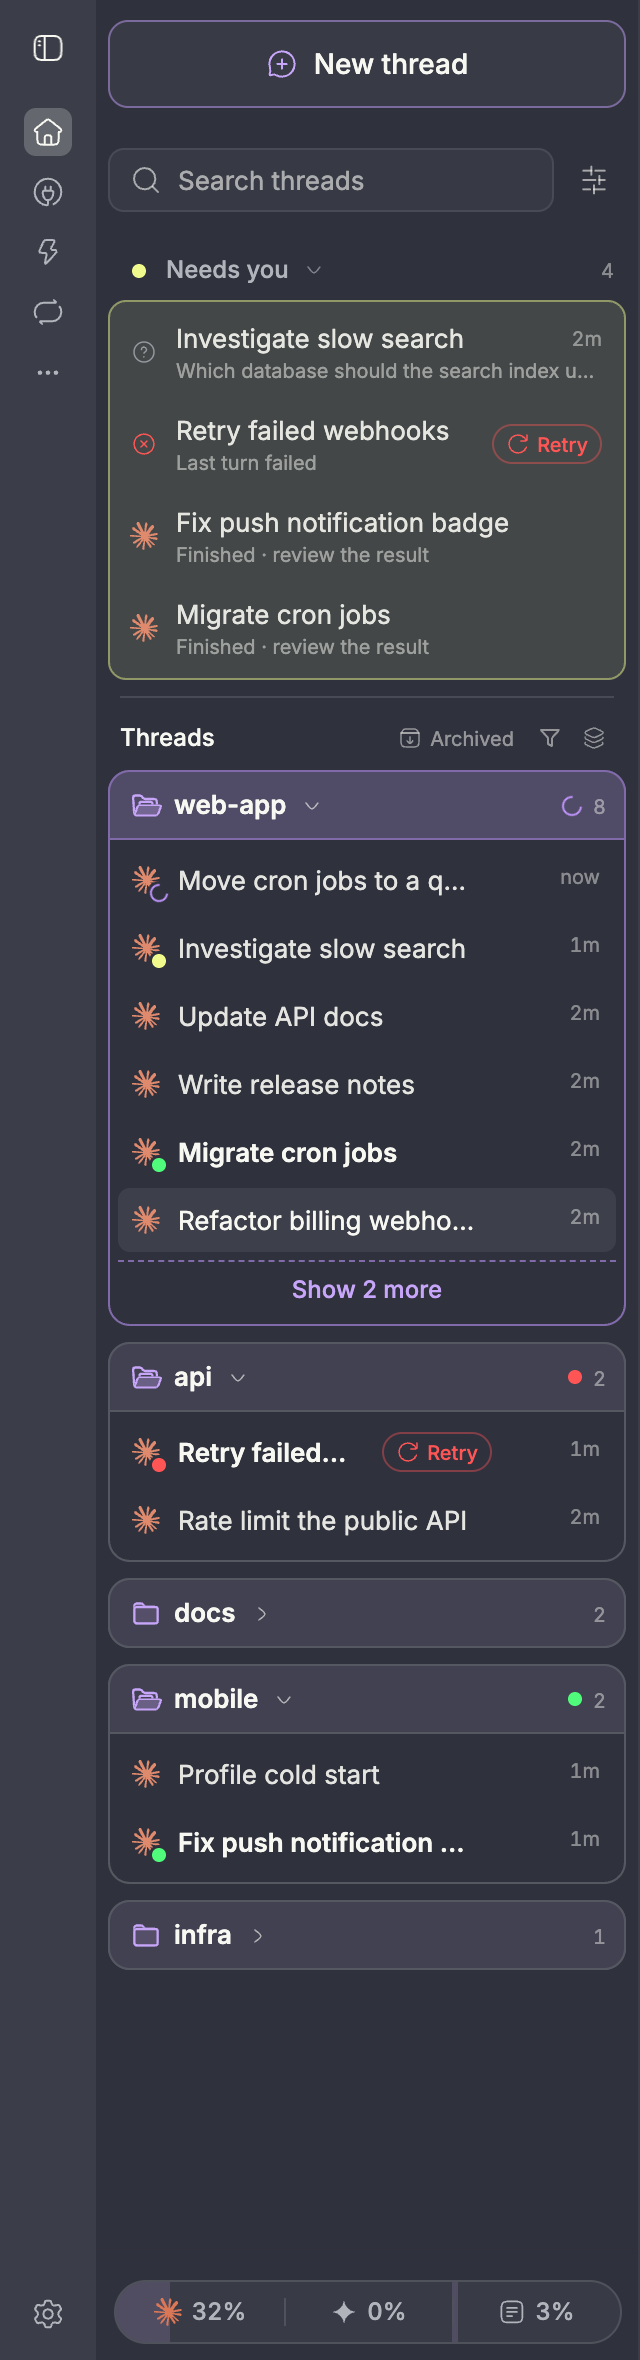 New thread
Search threads
Needs you 4
Investigate slow search 2m
Which database should the search index u...
Retry failed webhooks Retry
Last turn failed
Fix push notification badge
Finished · review the result
Migrate cron jobs
Finished · review the result
Threads Archived
web-app 8
Move cron jobs to a q... now
Investigate slow search 1m
Update API docs 2m
Write release notes 2m
Migrate cron jobs 2m
Refactor billing webho... 2m
Show 2 more
api 2
Retry failed... Retry 1m
Rate limit the public API 2m
docs 2
mobile 2
Profile cold start 1m
Fix push notification ... 1m
infra 1
32% 0% 3%